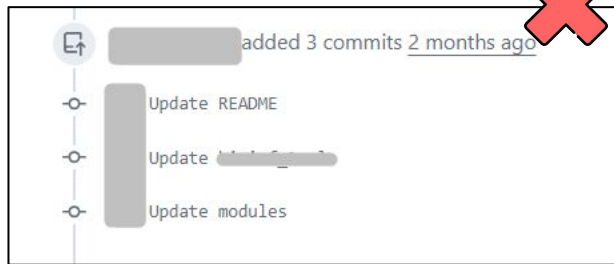 added 3 commits 2 months ago
Update README
Update
Update modules